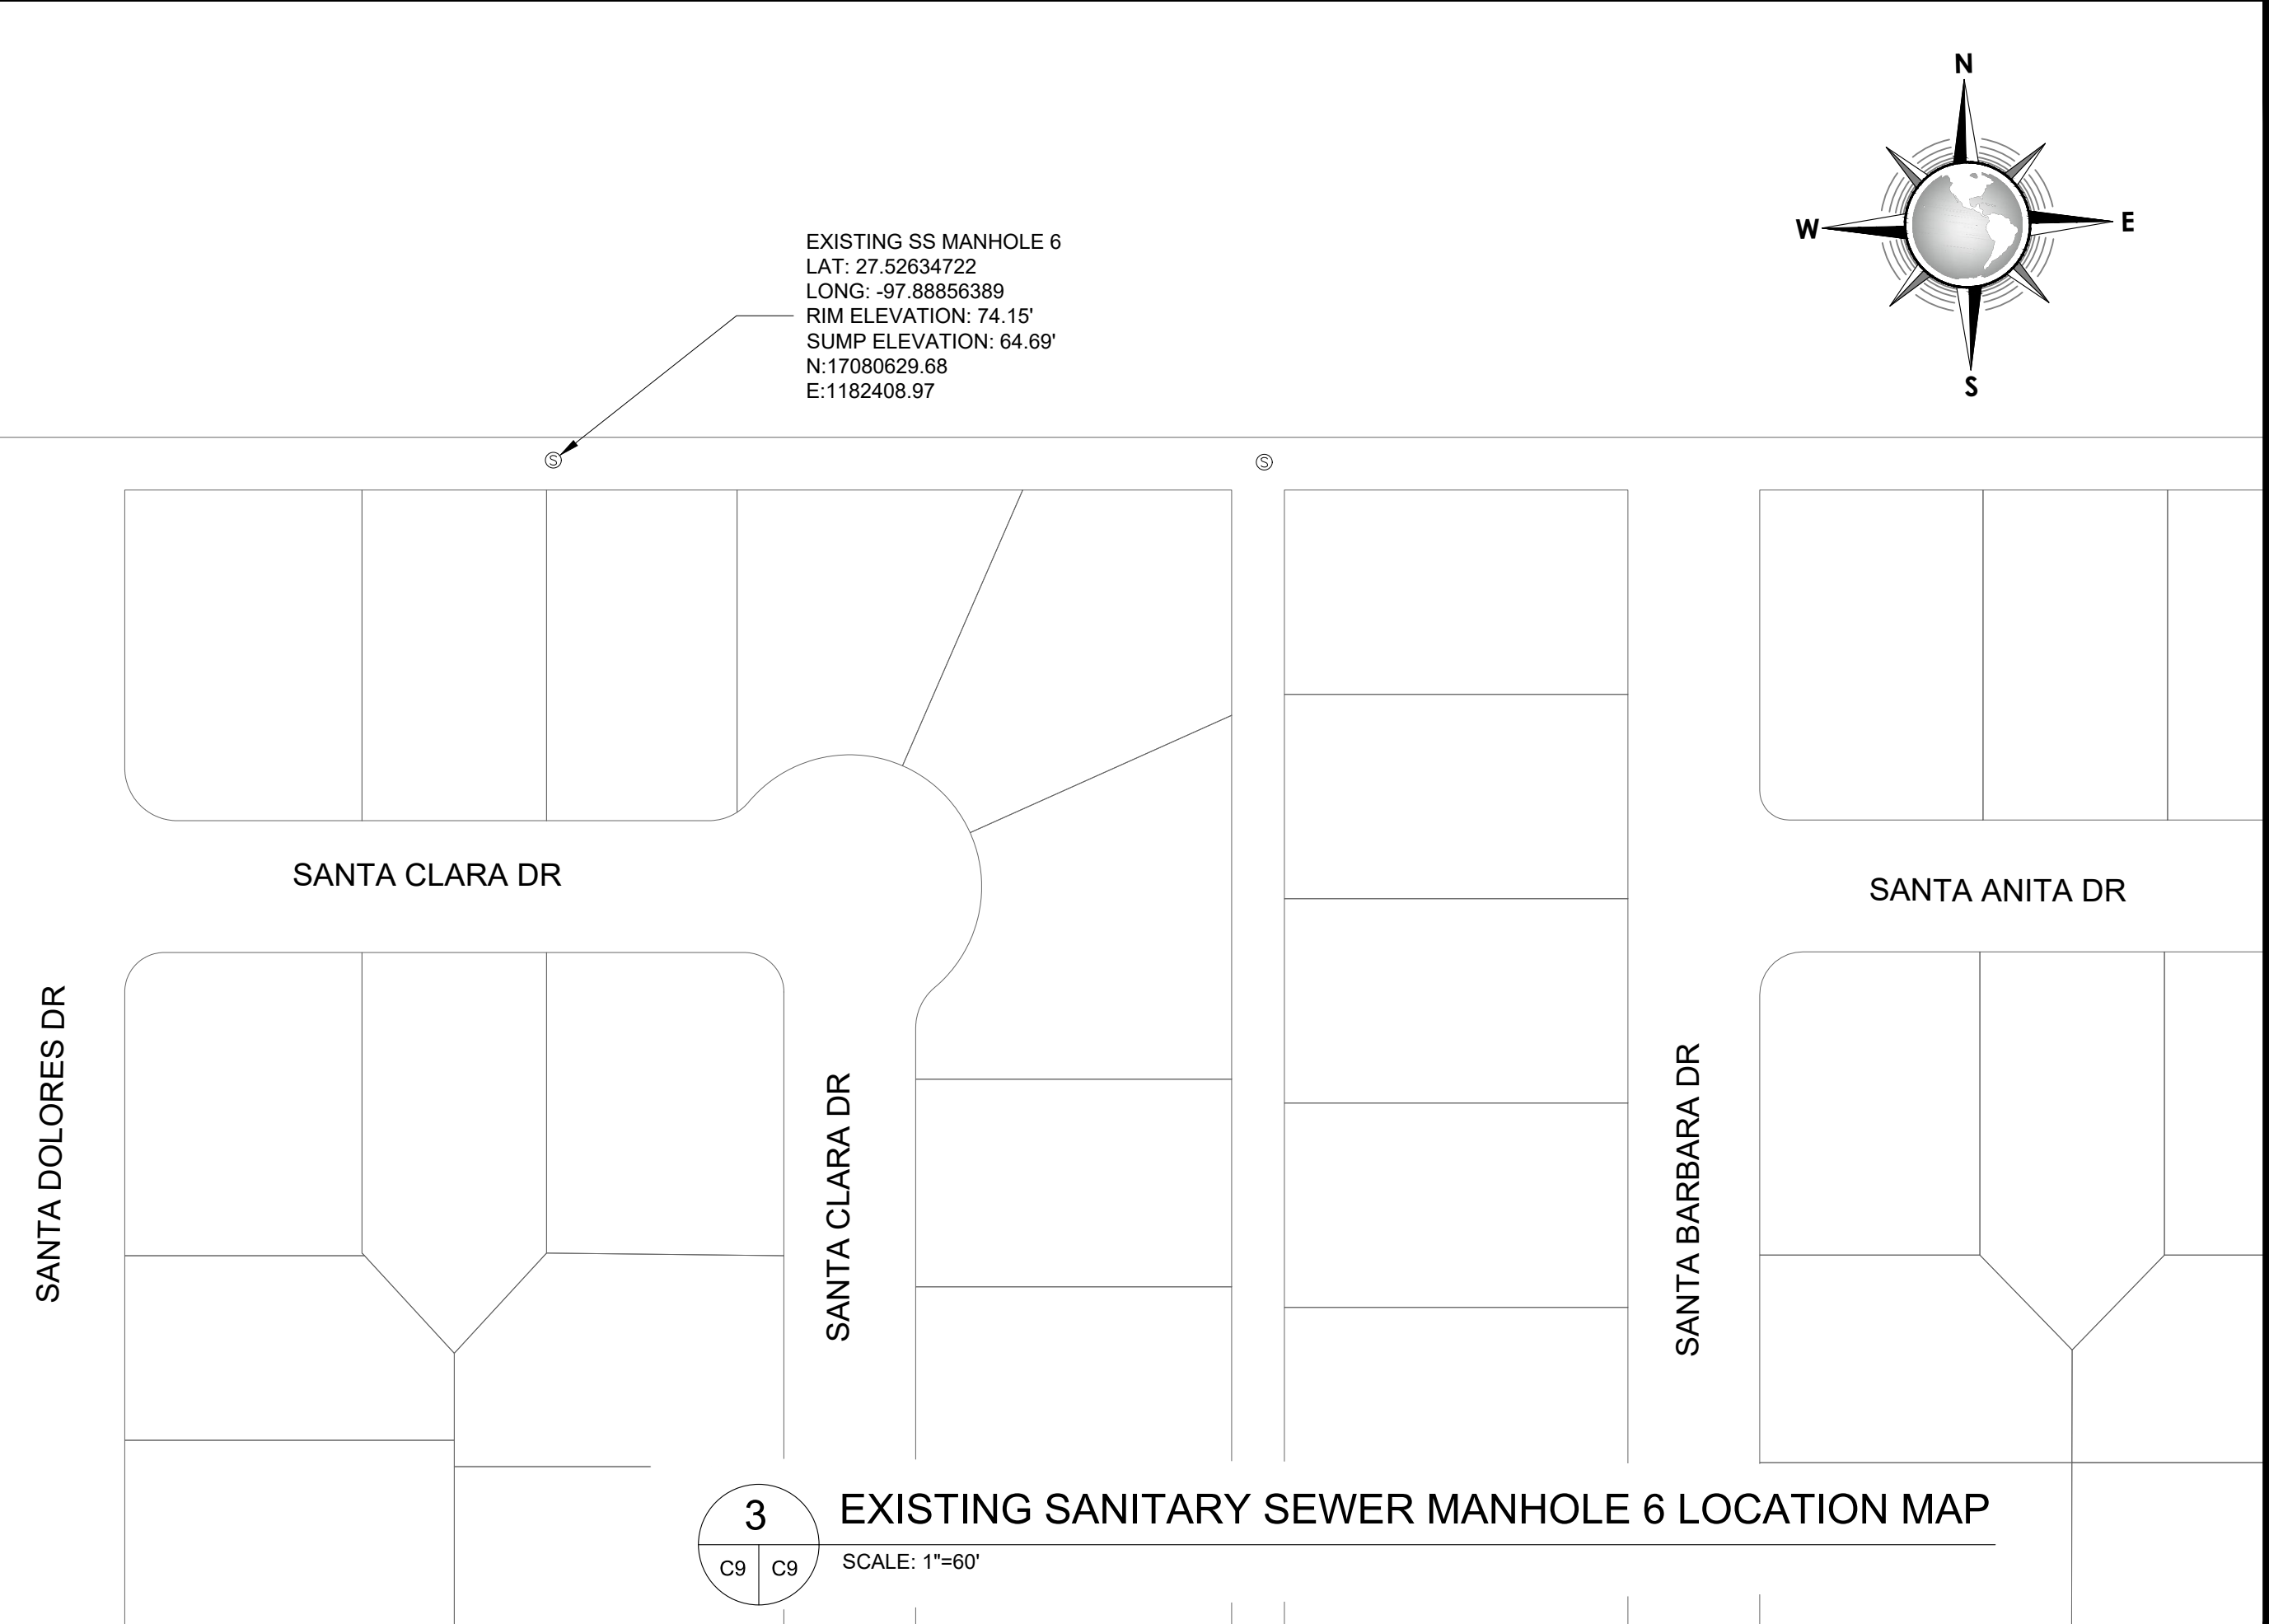 N
W
E
S
EXISTING SS MANHOLE 6
LAT: 27.52634722
LONG: -97.88856389
RIM ELEVATION: 74.15'
SUMP ELEVATION: 64.69'
N:17080629.68
E:1182408.97
S
S
SANTA CLARA DR
SANTA ANITA DR
SANTA DOLORES DR
SANTA CLARA DR
SANTA BARBARA DR
3
C9
C9
EXISTING SANITARY SEWER MANHOLE 6 LOCATION MAP
SCALE: 1"=60'